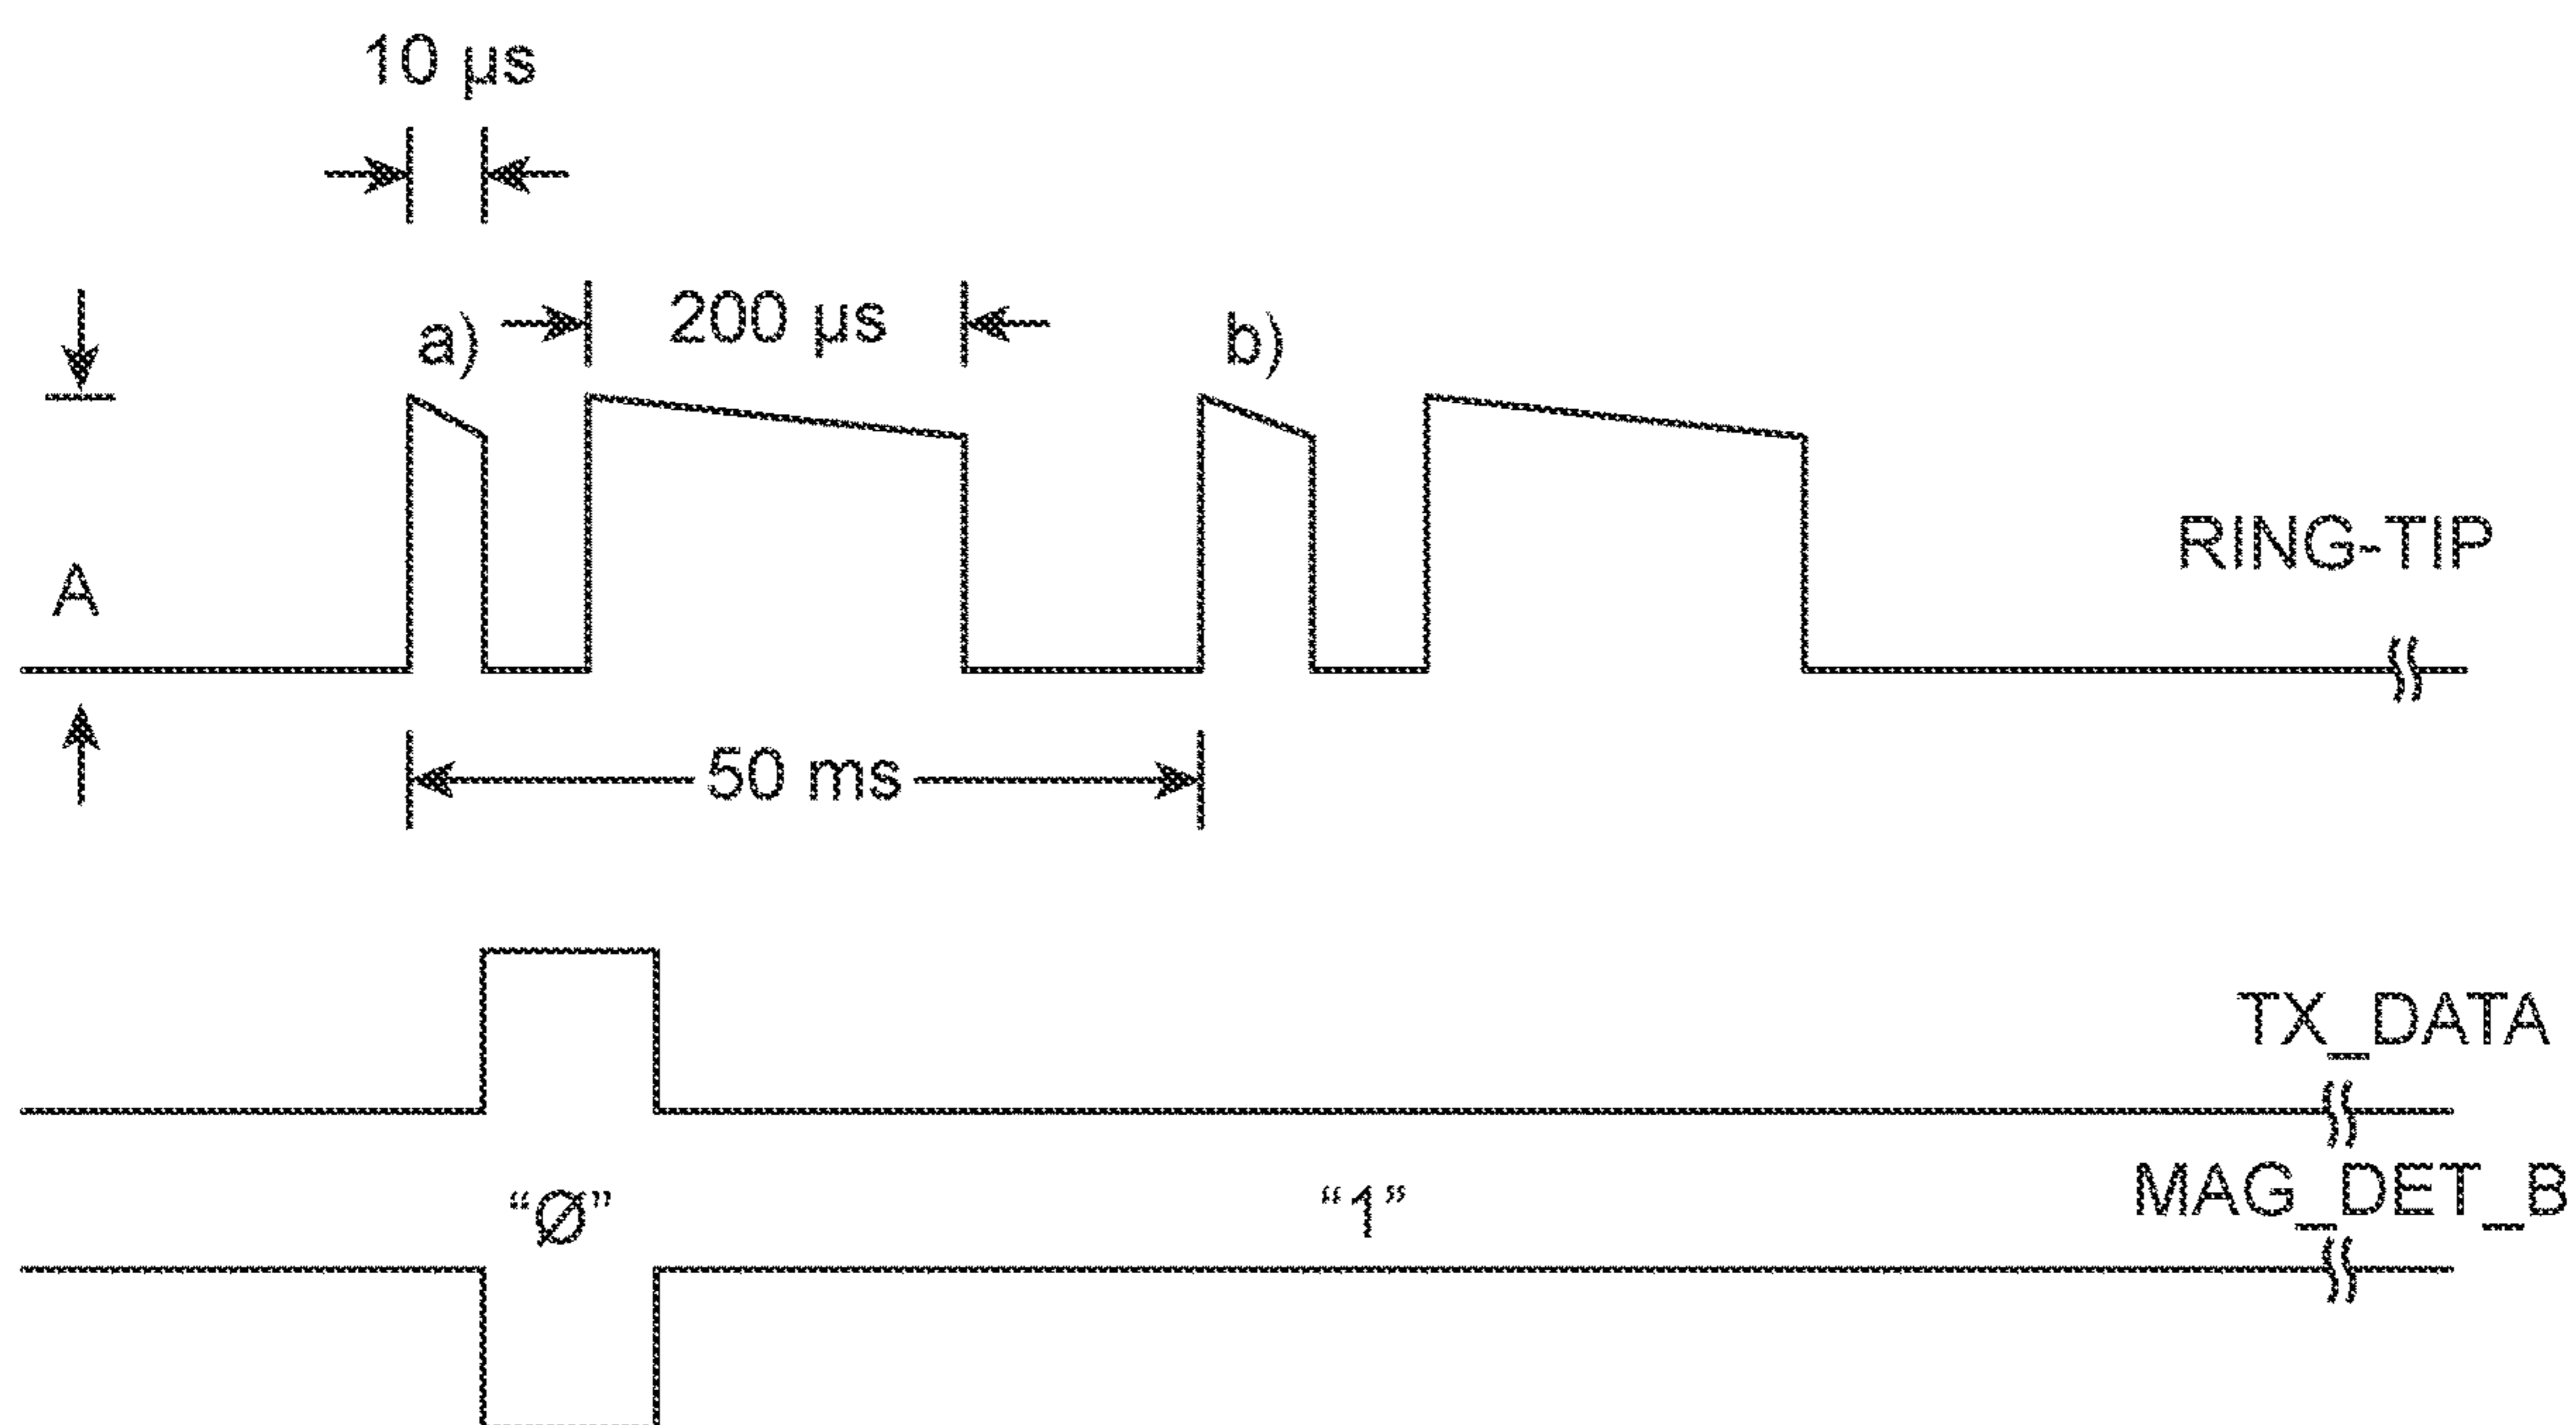 10 µs
a)
200 µs
b)
A
RING-TIP
50 ms
TX_DATA
MAG_DET_B
“Ø”
“1”